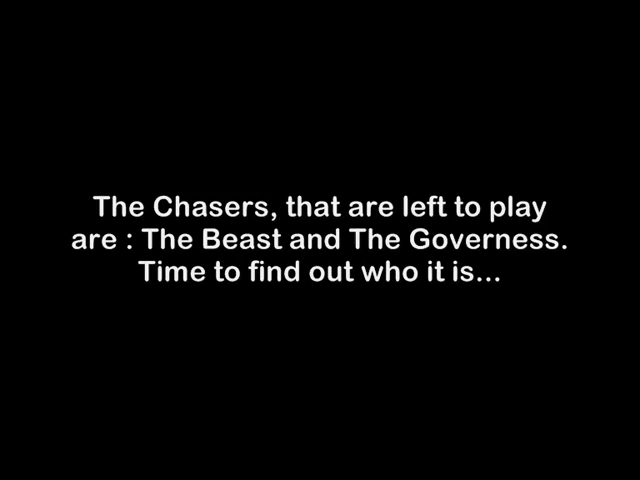 The Chasers, that are left to play
are : The Beast and The Governess.
Time to find out who it is...